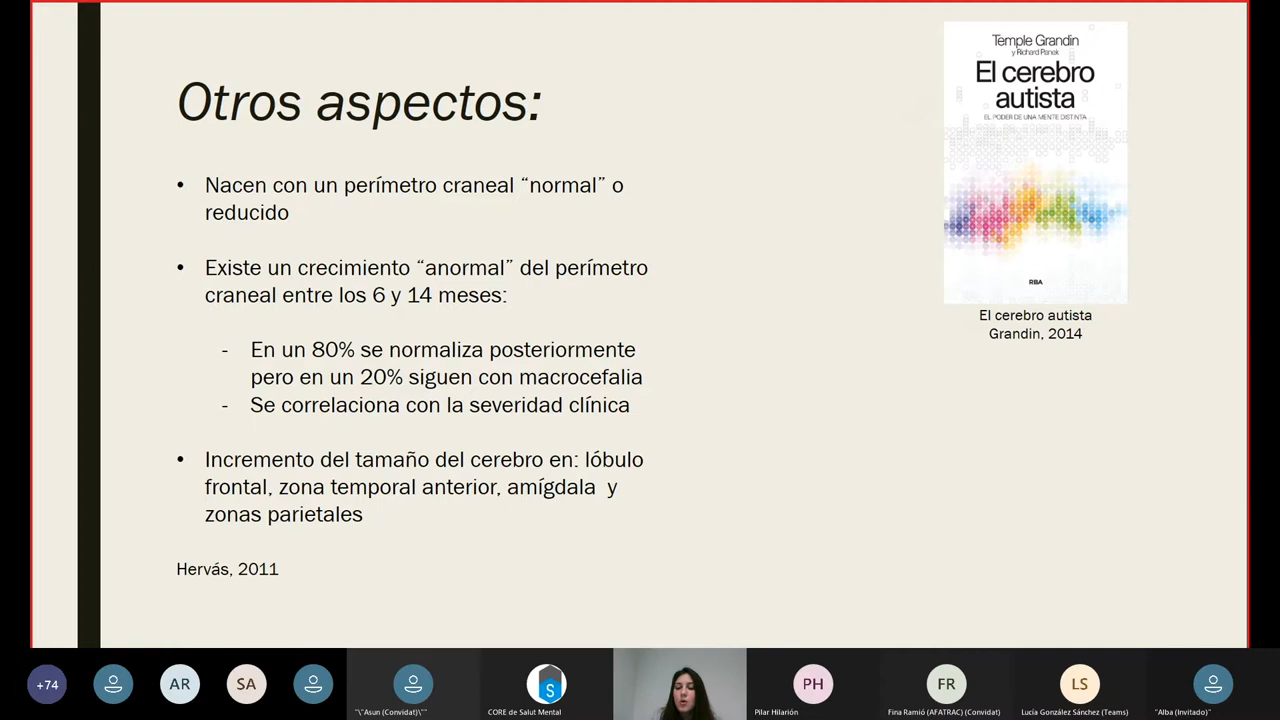 Otros aspectos:
• Nacen con un perímetro craneal “normal” o
reducido
• Existe un crecimiento “anormal” del perímetro
craneal entre los 6 y 14 meses:
- En un 80% se normaliza posteriormente
pero en un 20% siguen con macrocefalia
- Se correlaciona con la severidad clínica
• Incremento del tamaño del cerebro en: lóbulo
frontal, zona temporal anterior, amígdala y
zonas parietales
Hervás, 2011
Temple Grandin
y Richard Panek
El cerebro
autista
EL PODER DE UNA MENTE DISTINTA
RBA
El cerebro autista
Grandin, 2014
+74
AR
SA
"\"Asun (Convidat)\""
S
CORE de Salut Mental
PH
Pilar Hilarión
FR
Fina Ramió (AFATRAC) (Convidat)
LS
Lucía González Sánchez (Teams)
"Alba (Invitado)"